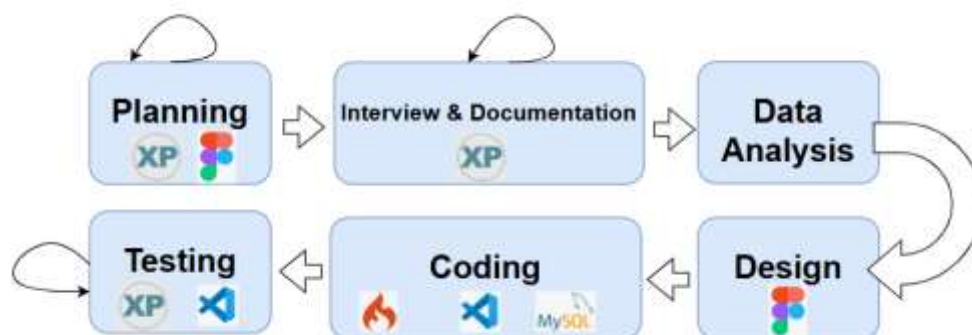 Planning
XP
Interview & Documentation
XP
Data
Analysis
Design
Coding
MySQL
Testing
XP